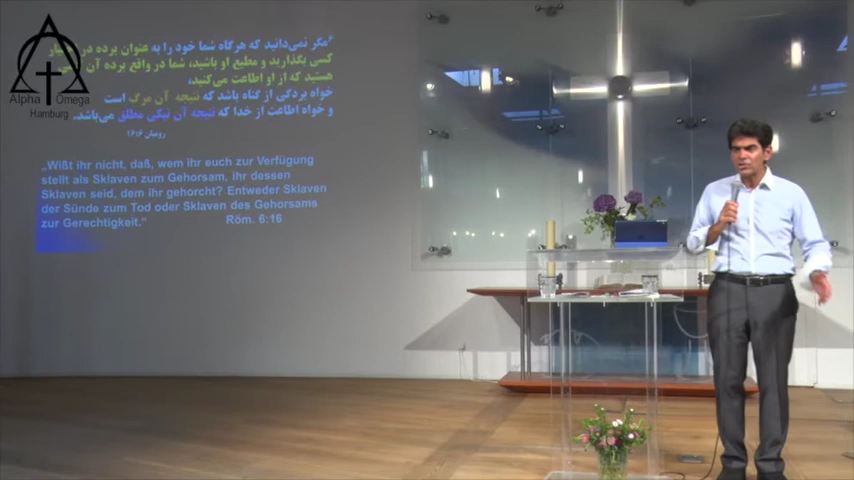 Alpha Omega
Hamburg
۶مگر نمی‌دانید که هرگاه شما خود را به عنوان برده در
کسی بگذارید و مطیع او باشید، شما در واقع برده آن
هستید که از او اطاعت می‌کنید،
خواه بردگی از گناه باشد که نتیجه آن مرگ است
و خواه اطاعت از خدا که نتیجه آن نیکی مطلق می‌باشد.
رومیان ۱۶:۶
„Wißt ihr nicht, daß, wem ihr euch zur Verfügung
stellt als Sklaven zum Gehorsam, ihr dessen
Sklaven seid, dem ihr gehorcht? Entweder Sklaven
der Sünde zum Tod oder Sklaven des Gehorsams
zur Gerechtigkeit.“ Röm. 6:16